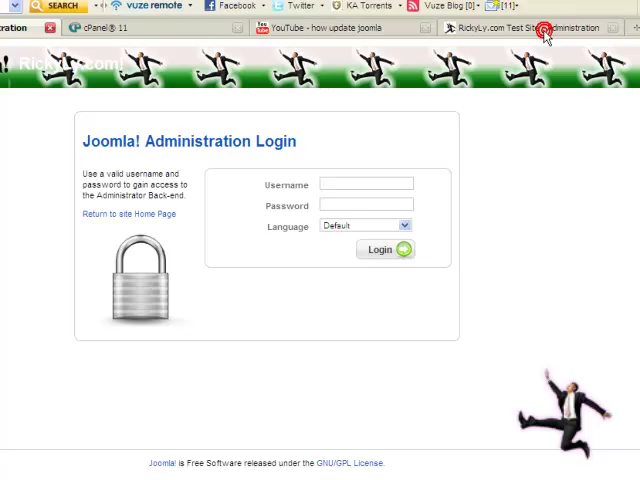 SEARCH vuze remote Facebook Twitter KA Torrents Vuze Blog [0] [11]
ration cPanel® 11 YouTube - how update joomla RickyLy.com Test Site Administration
! RickyLy.com!
Joomla! Administration Login
Use a valid username and
password to gain access to
the Administrator Back-end.
Return to site Home Page
Username
Password
Language Default
Login
Joomla! is Free Software released under the GNU/GPL License.